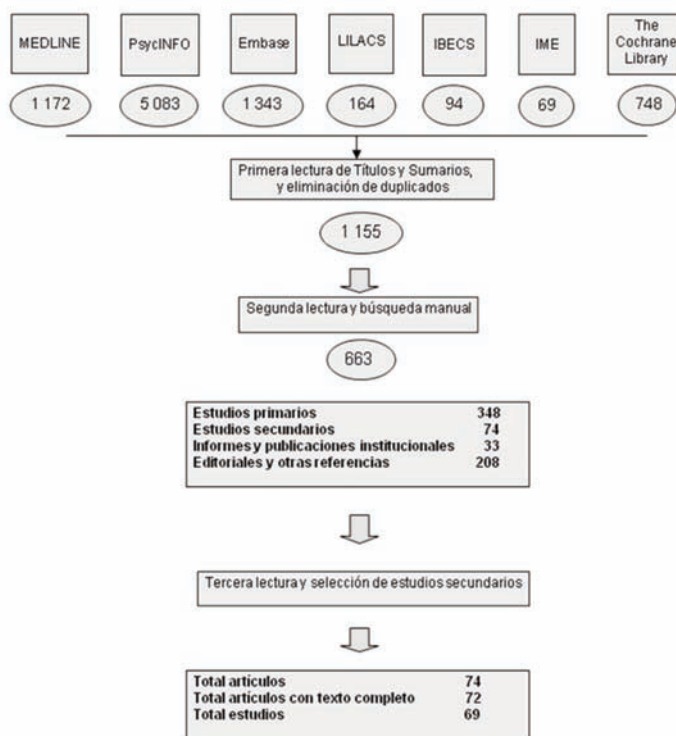 MEDLINE PsycINFO Embase LILACS IBECS IME The Cochrane Library
1 172 5 083 1 343 164 94 69 748
Primera lectura de Títulos y Sumarios,
y eliminación de duplicados
1 155
Segunda lectura y búsqueda manual
663
Estudios primarios 348
Estudios secundarios 74
Informes y publicaciones institucionales 33
Editoriales y otras referencias 208
Tercera lectura y selección de estudios secundarios
Total artículos 74
Total artículos con texto completo 72
Total estudios 69